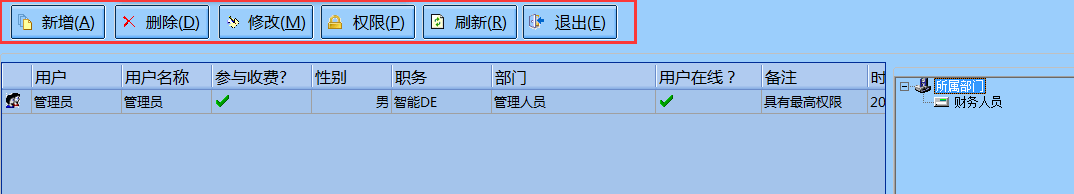 新增(A) 删除(D) 修改(M) 权限(P) 刷新(R) 退出(E)
用户 用户名称 参与收费? 性别 职务 部门 用户在线？ 备注 时
管理员 管理员 男 智能DE 管理人员 具有最高权限 20
所属部门
财务人员